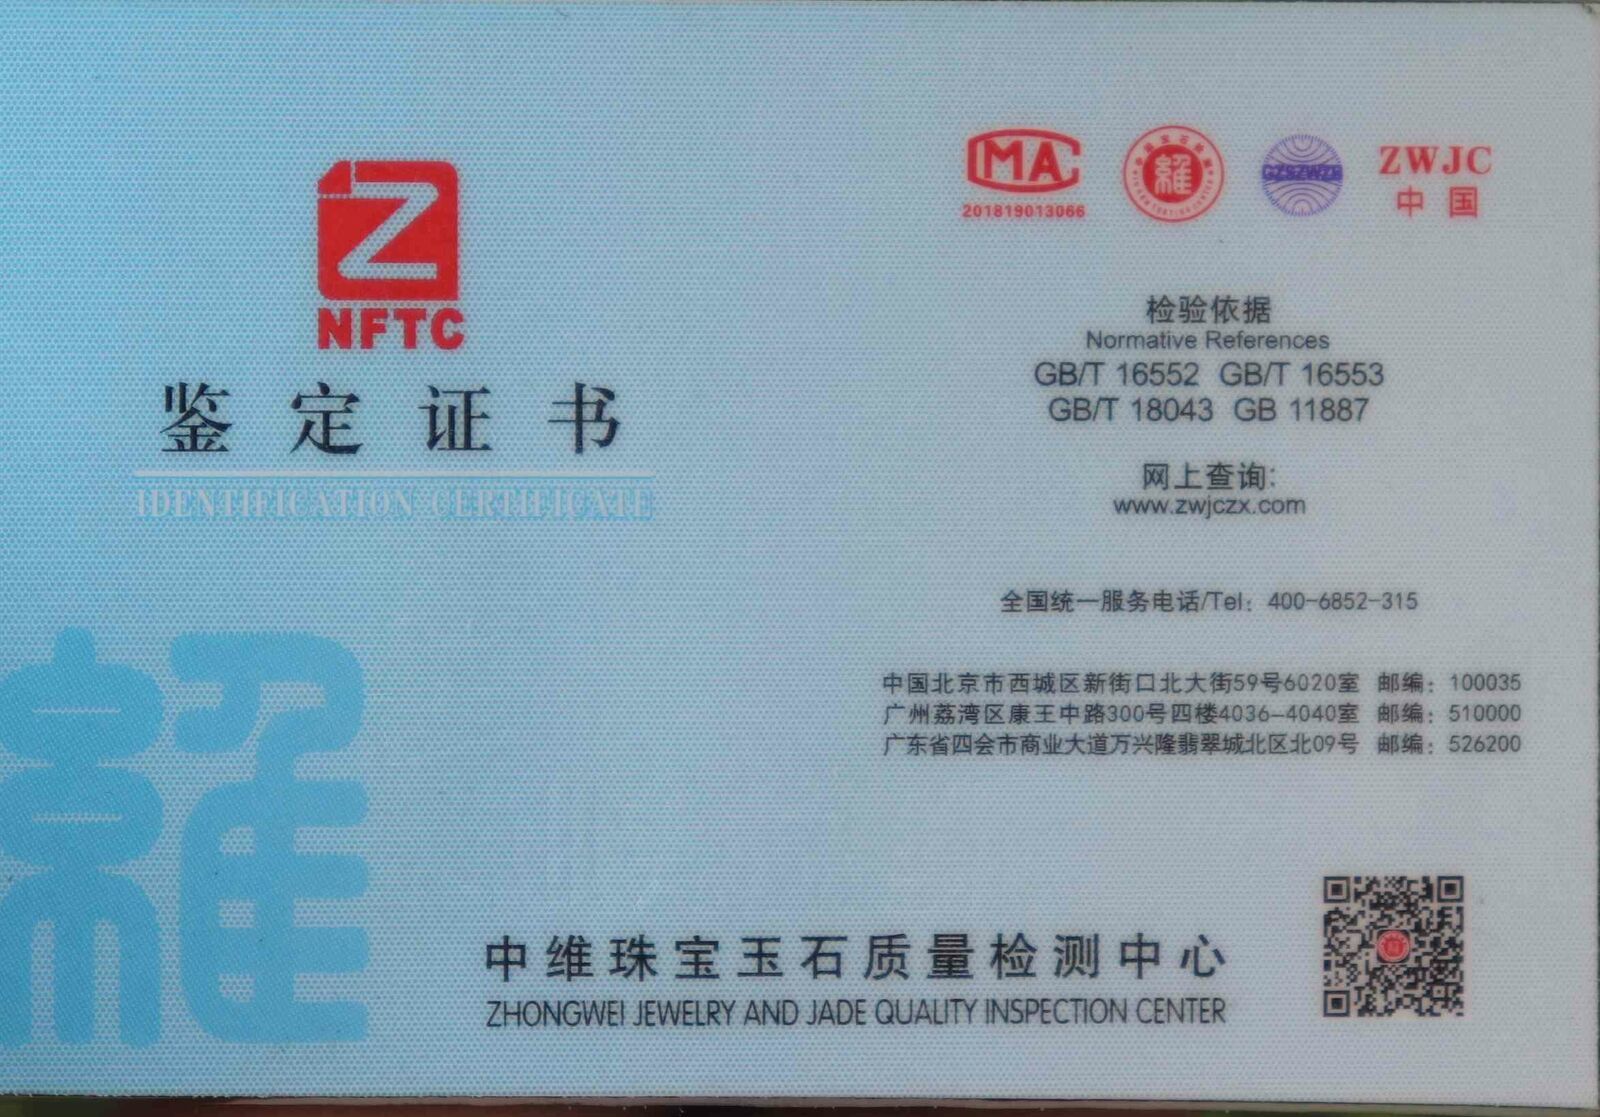 Z
NFTC
鉴定证书
IDENTIFICATION CERTIFICATE
MA
201819013066
ZWJC
中国
检验依据
Normative References
GB/T 16552 GB/T 16553
GB/T 18043 GB 11887
网上查询:
www.zwjczx.com
全国统一服务电话/Tel: 400-6852-315
中国北京市西城区新街口北大街59号6020室 邮编: 100035
广州荔湾区康王中路300号四楼4036-4040室 邮编: 510000
广东省四会市商业大道万兴隆翡翠城北区北09号 邮编: 526200
中维珠宝玉石质量检测中心
ZHONGWEI JEWELRY AND JADE QUALITY INSPECTION CENTER